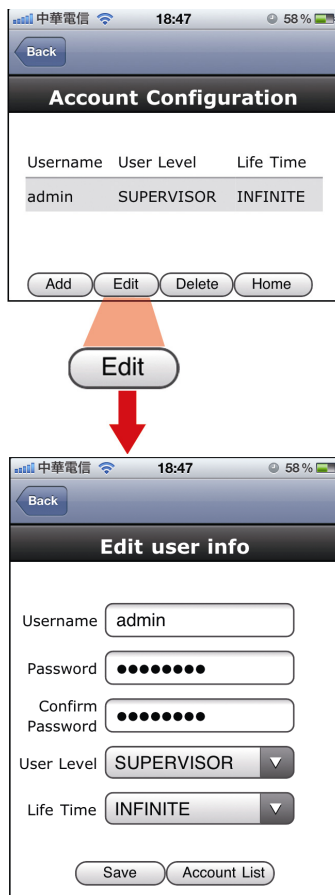 中華電信 18:47 58 %
Back
Account Configuration
Username User Level Life Time
admin SUPERVISOR INFINITE
Add Edit Delete Home
Edit
中華電信 18:47 58 %
Back
Edit user info
Username admin
Password ●●●●●●●●
Confirm
Password ●●●●●●●●
User Level SUPERVISOR
Life Time INFINITE
Save Account List